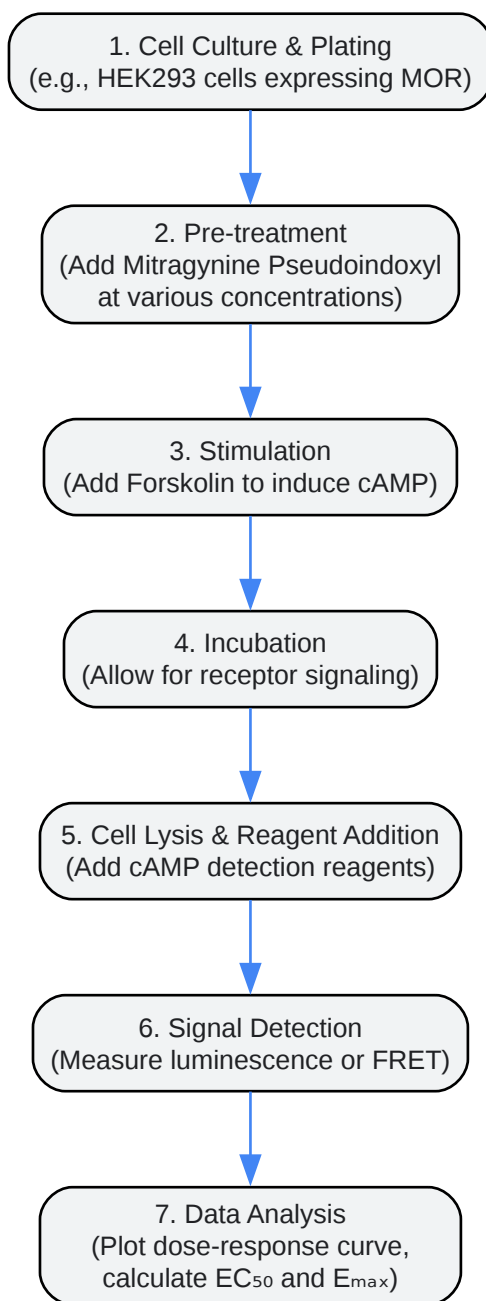 1. Cell Culture & Plating
(e.g., HEK293 cells expressing MOR)
2. Pre-treatment
(Add Mitragynine Pseudoindoxyl
at various concentrations)
3. Stimulation
(Add Forskolin to induce cAMP)
4. Incubation
(Allow for receptor signaling)
5. Cell Lysis & Reagent Addition
(Add cAMP detection reagents)
6. Signal Detection
(Measure luminescence or FRET)
7. Data Analysis
(Plot dose-response curve,
calculate EC₅₀ and Eₘₐₓ)